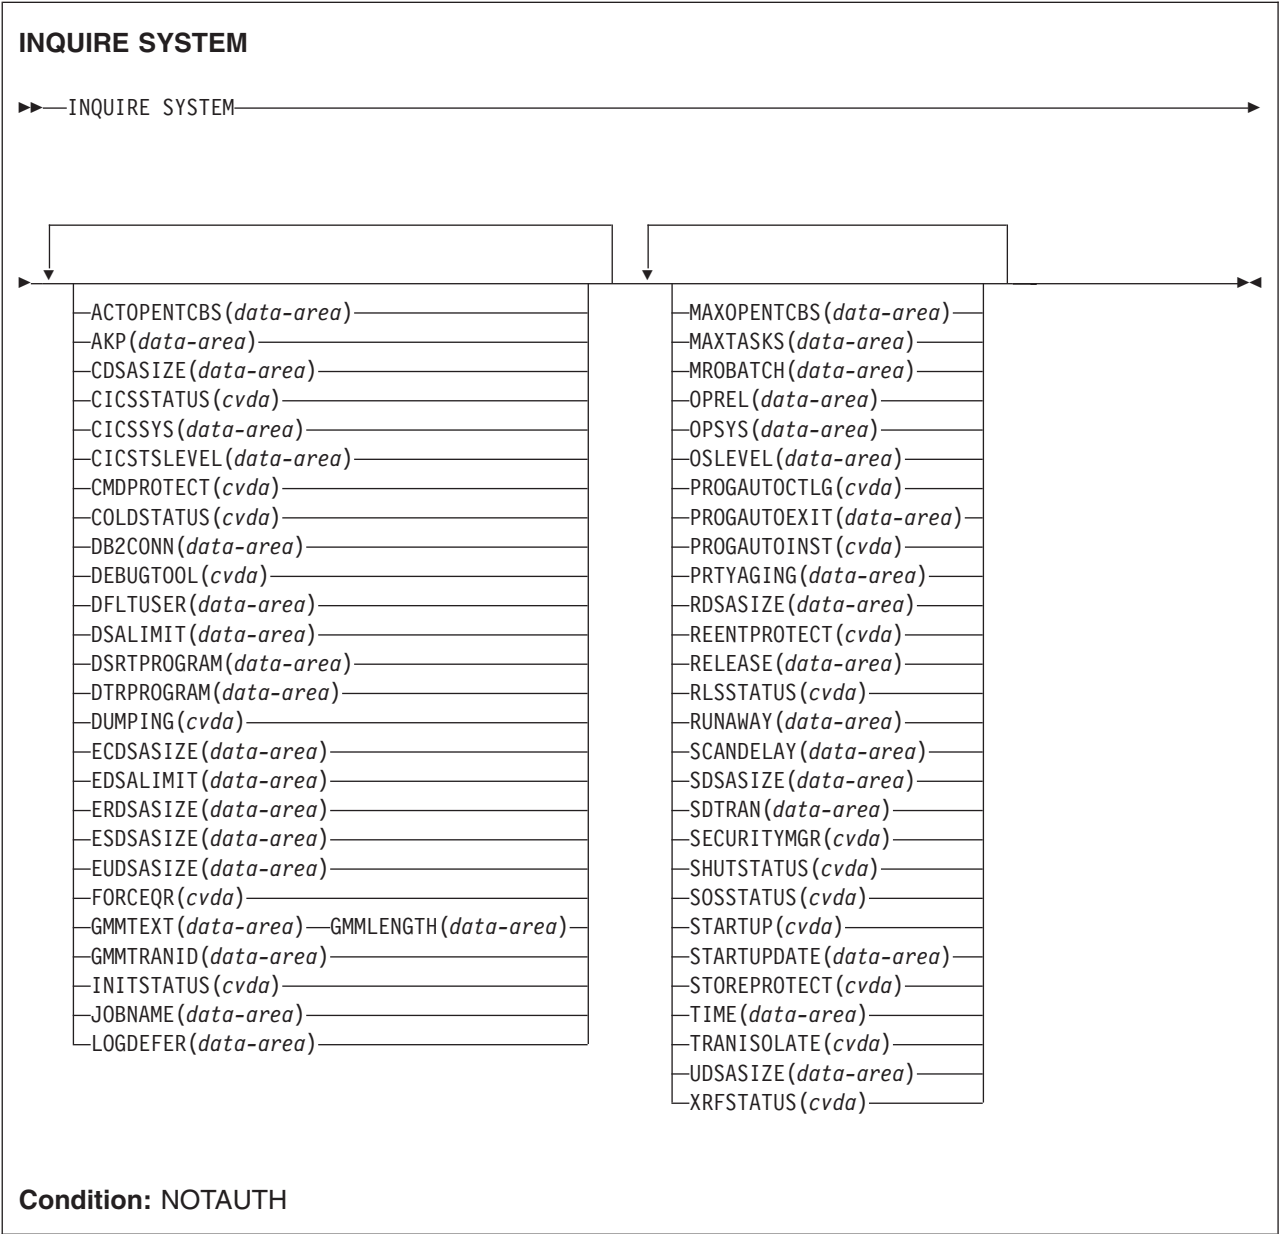 INQUIRE SYSTEM
INQUIRE SYSTEM
ACTOPENTCBS(data-area)
AKP(data-area)
CDSASIZE(data-area)
CICSSTATUS(cvda)
CICSSYS(data-area)
CICSTSLEVEL(data-area)
CMDPROTECT(cvda)
COLDSTATUS(cvda)
DB2CONN(data-area)
DEBUGTOOL(cvda)
DFLTUSER(data-area)
DSALIMIT(data-area)
DSRTPROGRAM(data-area)
DTRPROGRAM(data-area)
DUMPING(cvda)
ECDSASIZE(data-area)
EDSALIMIT(data-area)
ERDSASIZE(data-area)
ESDSASIZE(data-area)
EUDSASIZE(data-area)
FORCEQR(cvda)
GMMTEXT(data-area) GMMLENGTH(data-area)
GMMTRANID(data-area)
INITSTATUS(cvda)
JOBNAME(data-area)
LOGDEFER(data-area)
MAXOPENTCBS(data-area)
MAXTASKS(data-area)
MROBATCH(data-area)
OPREL(data-area)
OPSYS(data-area)
OSLEVEL(data-area)
PROGAUTOCTLG(cvda)
PROGAUTOEXIT(data-area)
PROGAUTOINST(cvda)
PRTYAGING(data-area)
RDSASIZE(data-area)
REENTPROTECT(cvda)
RELEASE(data-area)
RLSSTATUS(cvda)
RUNAWAY(data-area)
SCANDELAY(data-area)
SDSASIZE(data-area)
SDTRAN(data-area)
SECURITYMGR(cvda)
SHUTSTATUS(cvda)
SOSSTATUS(cvda)
STARTUP(cvda)
STARTUPDATE(data-area)
STOREPROTECT(cvda)
TIME(data-area)
TRANISOLATE(cvda)
UDSASIZE(data-area)
XRFSTATUS(cvda)
Condition: NOTAUTH